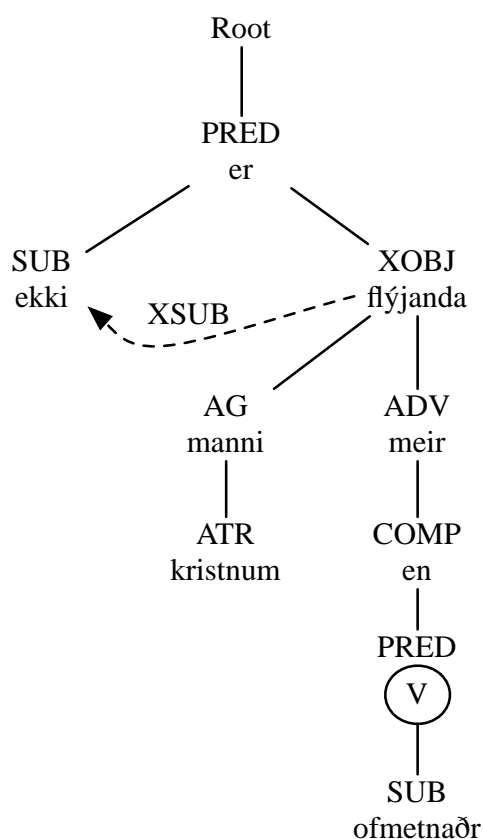 Root
PRED
er
SUB
ekki
XOBJ
flýjanda
XSUB
AG
manni
ADV
meir
ATR
kristnum
COMP
en
PRED
V
SUB
ofmetnaðr